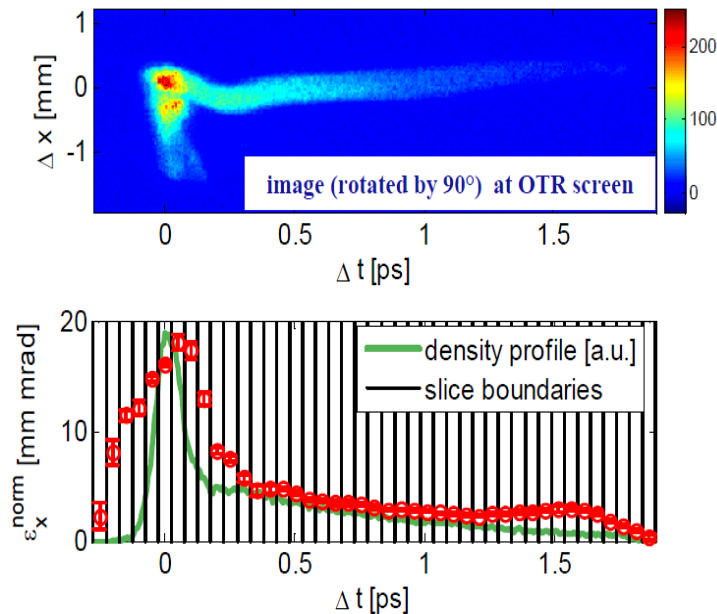 1
0
-1
Δ x [mm]
250
200
100
0
image (rotated by 90°) at OTR screen
0
0.5
1
1.5
Δ t [ps]
20
10
0
ε_x^norm [mm mrad]
density profile [a.u.]
slice boundaries
0
0.5
1
1.5
Δ t [ps]